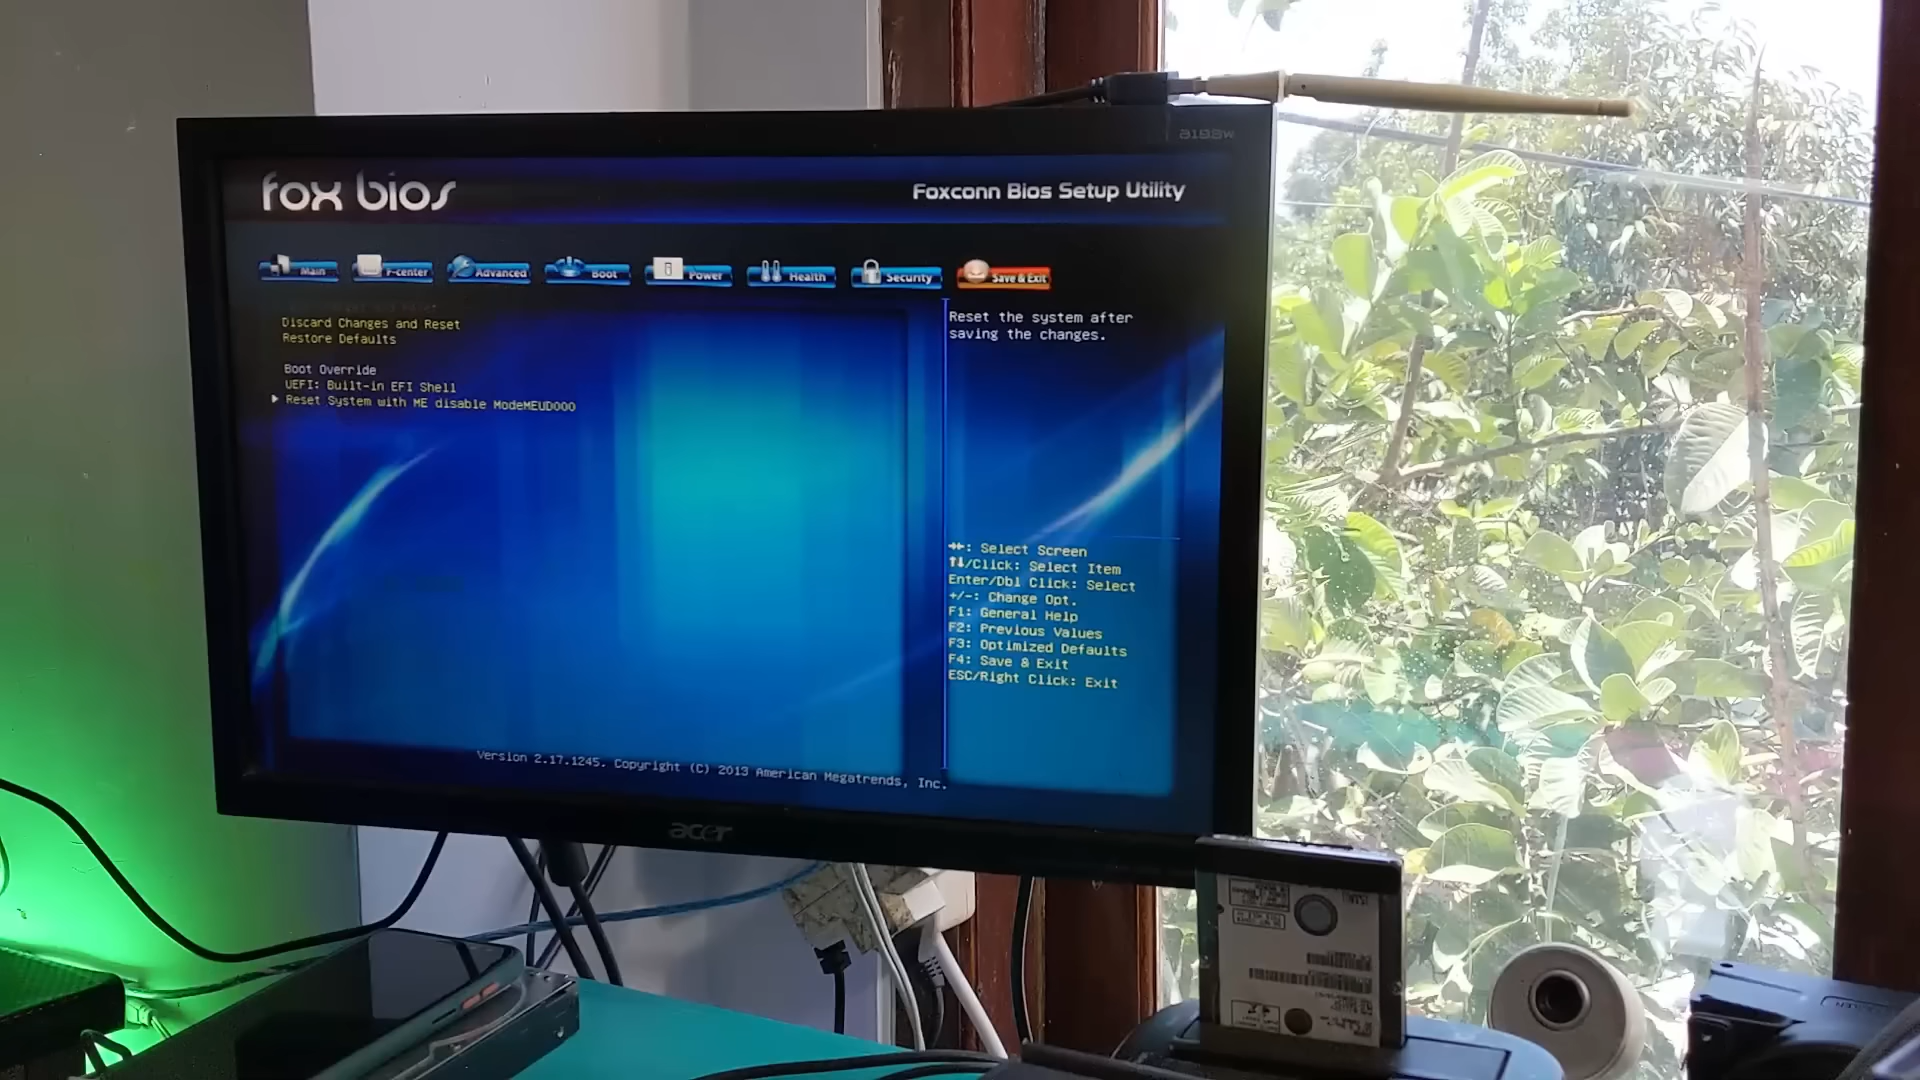 a193w
fox bios
Foxconn Bios Setup Utility
Main
F-center
Advanced
Boot
Power
Health
Security
Save & Exit
Discard Changes and Reset
Restore Defaults
Boot Override
UEFI: Built-in EFI Shell
Reset System with ME disable ModeMEUD000
Reset the system after
saving the changes.
: Select Screen
/Click: Select Item
Enter/Dbl Click: Select
+/-: Change Opt.
F1: General Help
F2: Previous Values
F3: Optimized Defaults
F4: Save & Exit
ESC/Right Click: Exit
Version 2.17.1245. Copyright (C) 2013 American Megatrends, Inc.
acer